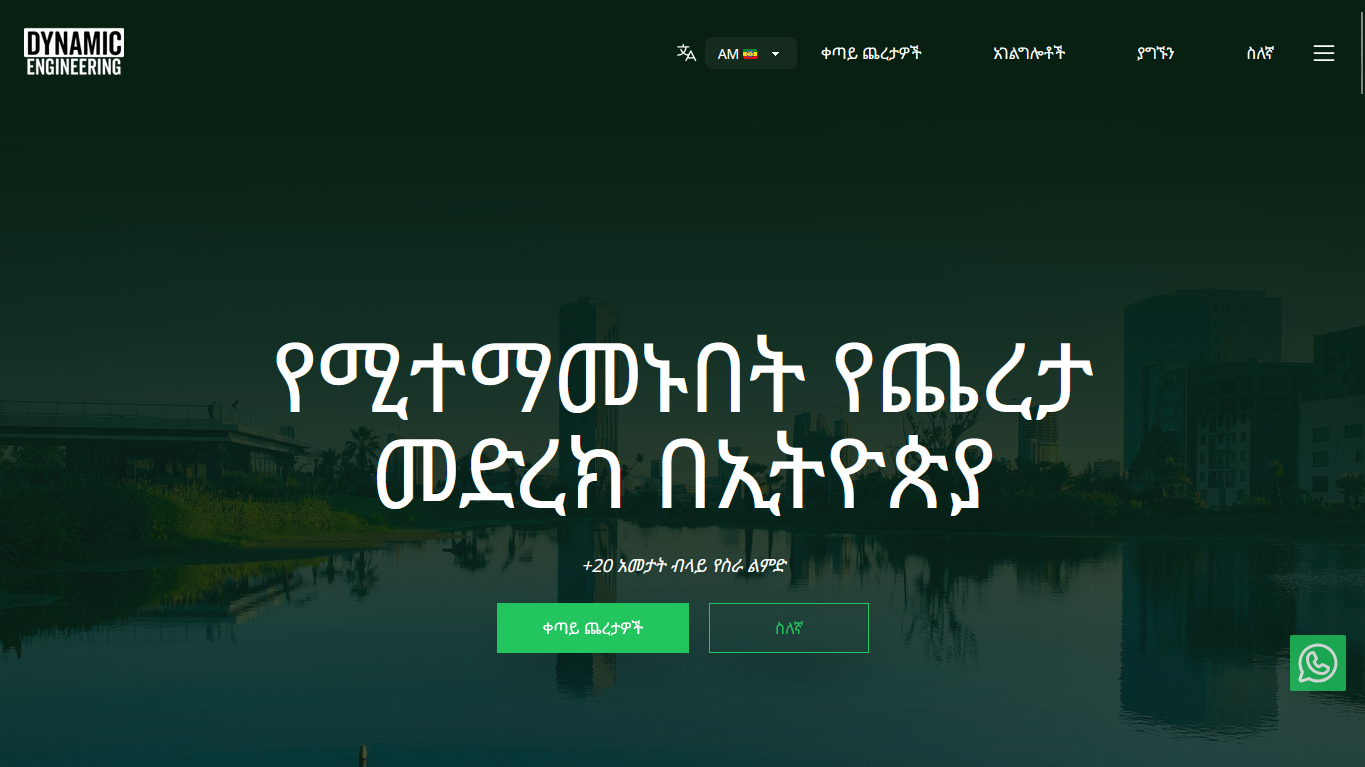 DYNAMIC
ENGINEERING
AM
ቀጣይ ጨረታዎች
አገልግሎቶች
ያግኙን
ስለኛ
የሚተማመኑበት የጨረታ
መድረክ በኢትዮጵያ
+20 አመታት ብላይ የስራ ልምድ
ቀጣይ ጨረታዎች
ስለኛ